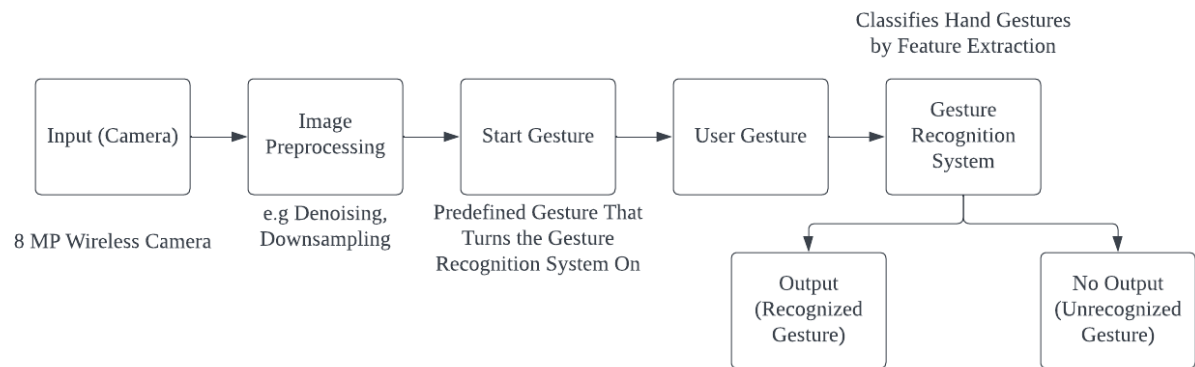 Classifies Hand Gestures
by Feature Extraction
Input (Camera)
Image
Preprocessing
Start Gesture
User Gesture
Gesture
Recognition
System
8 MP Wireless Camera
e.g Denoising,
Downsampling
Predefined Gesture That
Turns the Gesture
Recognition System On
Output
(Recognized
Gesture)
No Output
(Unrecognized
Gesture)